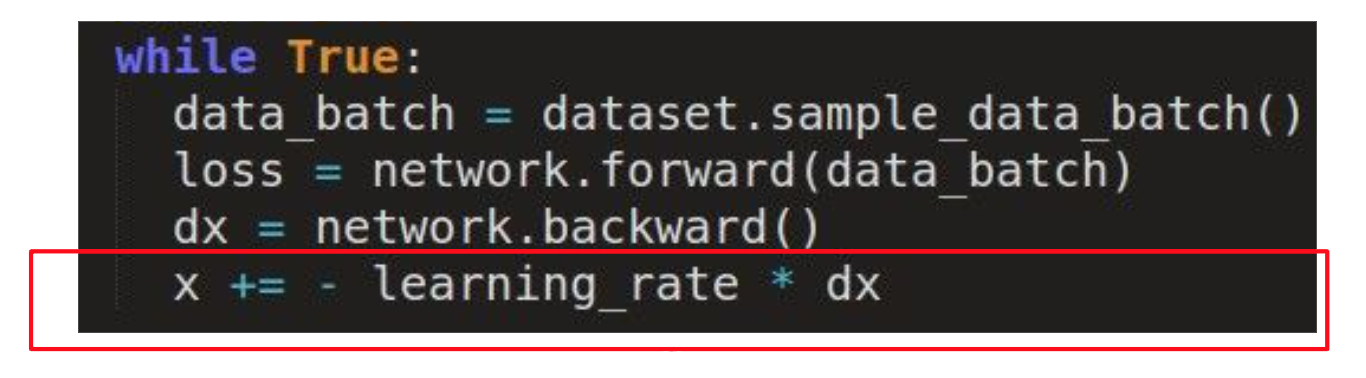 while True:
data_batch = dataset.sample_data_batch()
loss = network.forward(data_batch)
dx = network.backward()
x += - learning_rate * dx